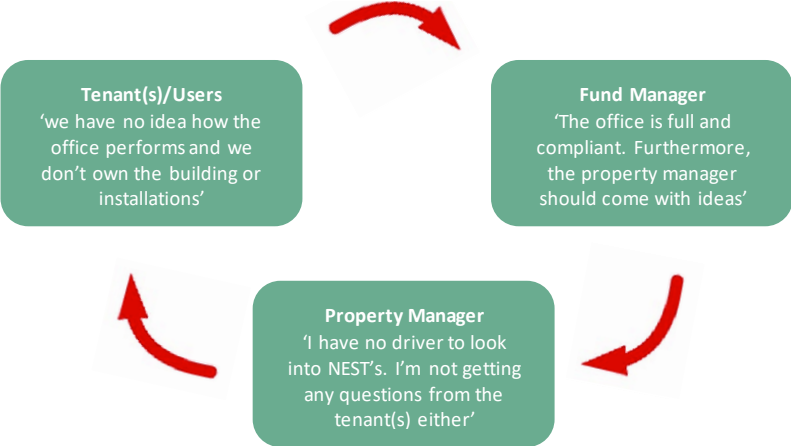 Tenant(s)/Users
‘we have no idea how the
office performs and we
don’t own the building or
installations’
Fund Manager
‘The office is full and
compliant. Furthermore,
the property manager
should come with ideas’
Property Manager
‘I have no driver to look
into NEST’s. I’m not getting
any questions from the
tenant(s) either’